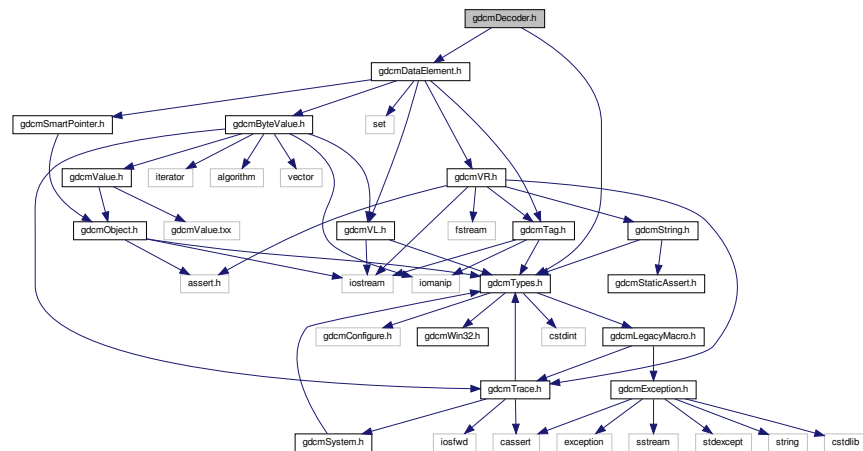 gdcmDecoder.h
gdcmDataElement.h
gdcmSmartPointer.h
gdcmByteValue.h
set
gdcmValue.h
iterator
algorithm
vector
gdcmVR.h
gdcmObject.h
gdcmValue.txx
gdcmVL.h
fstream
gdcmTag.h
gdcmString.h
assert.h
iostream
iomanip
gdcmTypes.h
gdcmStaticAssert.h
gdcmConfigure.h
gdcmWin32.h
cstdint
gdcmLegacyMacro.h
gdcmTrace.h
gdcmException.h
gdcmSystem.h
iosfwd
cassert
exception
sstream
stdexcept
string
cstdlib